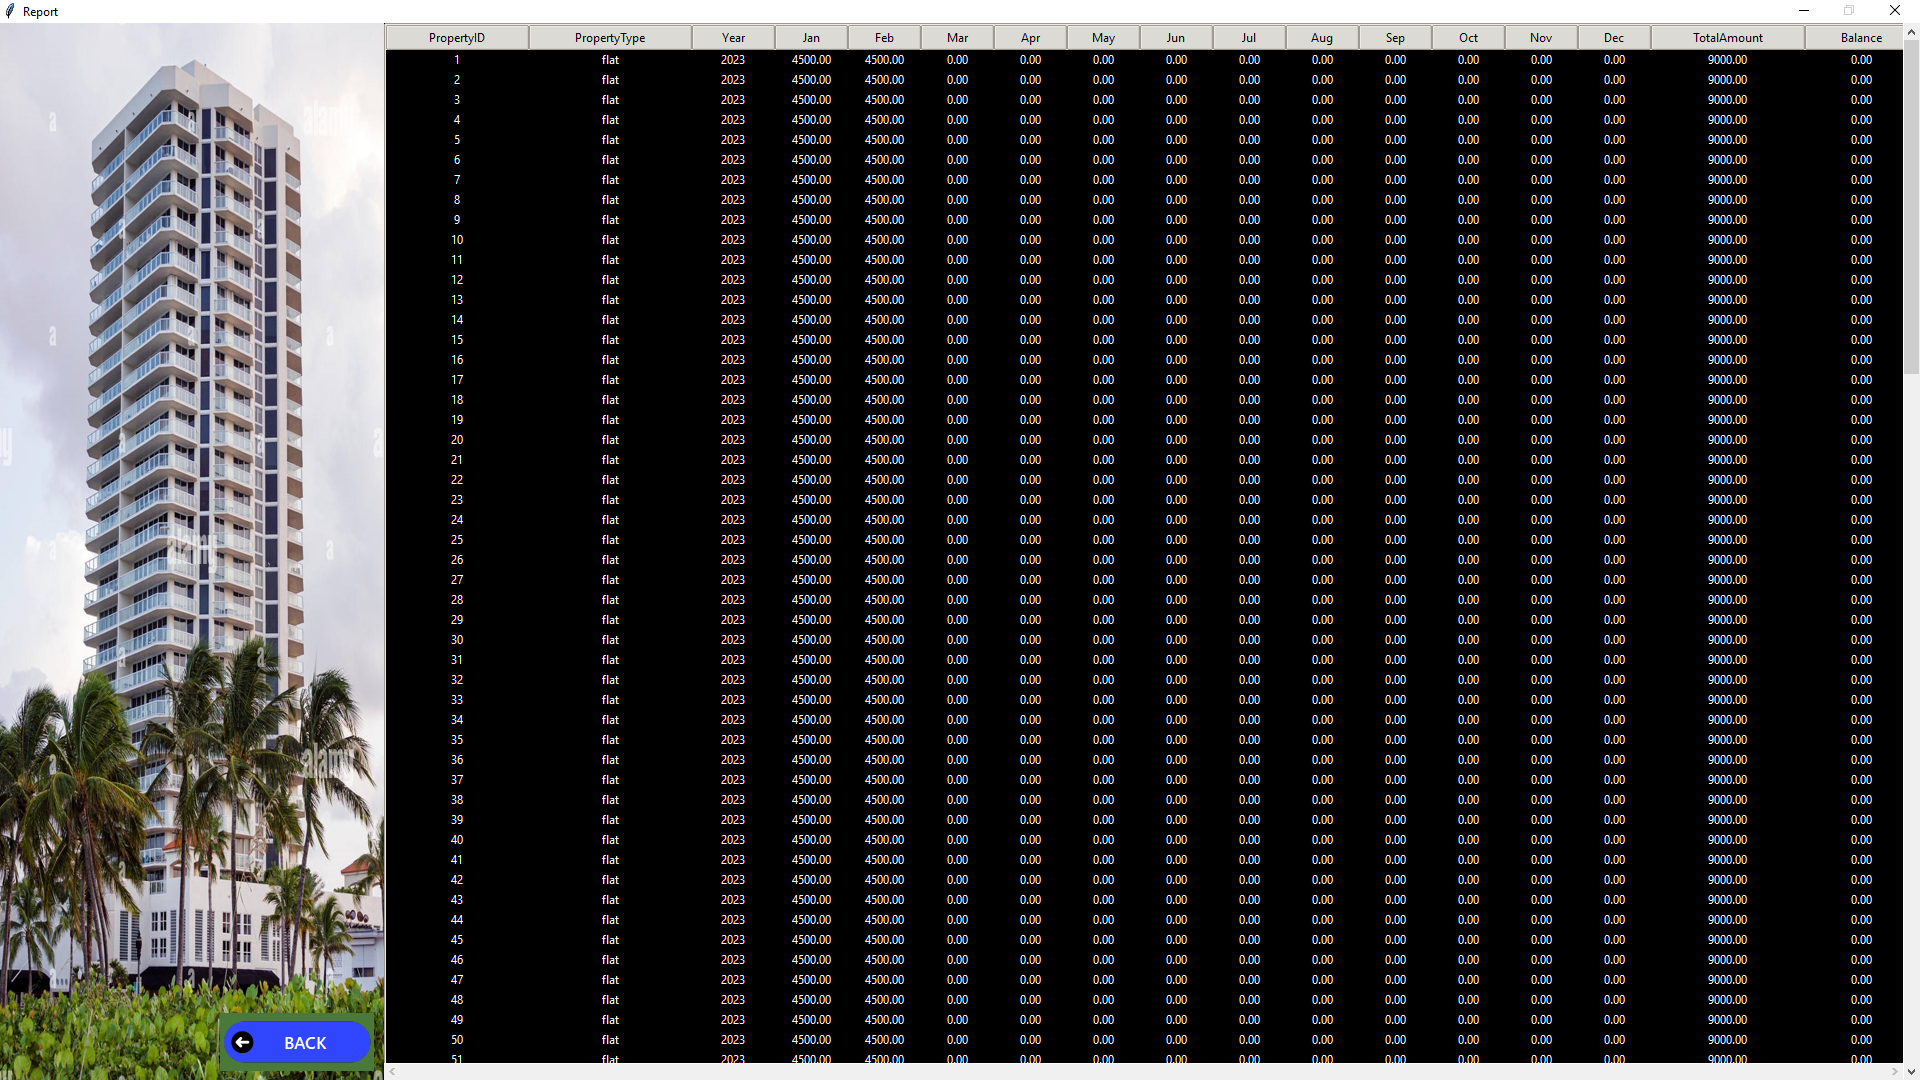 Report
PropertyID PropertyType Year Jan Feb Mar Apr May Jun Jul Aug Sep Oct Nov Dec TotalAmount Balance
1 flat 2023 4500.00 4500.00 0.00 0.00 0.00 0.00 0.00 0.00 0.00 0.00 0.00 0.00 9000.00 0.00
2 flat 2023 4500.00 4500.00 0.00 0.00 0.00 0.00 0.00 0.00 0.00 0.00 0.00 0.00 9000.00 0.00
3 flat 2023 4500.00 4500.00 0.00 0.00 0.00 0.00 0.00 0.00 0.00 0.00 0.00 0.00 9000.00 0.00
4 flat 2023 4500.00 4500.00 0.00 0.00 0.00 0.00 0.00 0.00 0.00 0.00 0.00 0.00 9000.00 0.00
5 flat 2023 4500.00 4500.00 0.00 0.00 0.00 0.00 0.00 0.00 0.00 0.00 0.00 0.00 9000.00 0.00
6 flat 2023 4500.00 4500.00 0.00 0.00 0.00 0.00 0.00 0.00 0.00 0.00 0.00 0.00 9000.00 0.00
7 flat 2023 4500.00 4500.00 0.00 0.00 0.00 0.00 0.00 0.00 0.00 0.00 0.00 0.00 9000.00 0.00
8 flat 2023 4500.00 4500.00 0.00 0.00 0.00 0.00 0.00 0.00 0.00 0.00 0.00 0.00 9000.00 0.00
9 flat 2023 4500.00 4500.00 0.00 0.00 0.00 0.00 0.00 0.00 0.00 0.00 0.00 0.00 9000.00 0.00
10 flat 2023 4500.00 4500.00 0.00 0.00 0.00 0.00 0.00 0.00 0.00 0.00 0.00 0.00 9000.00 0.00
11 flat 2023 4500.00 4500.00 0.00 0.00 0.00 0.00 0.00 0.00 0.00 0.00 0.00 0.00 9000.00 0.00
12 flat 2023 4500.00 4500.00 0.00 0.00 0.00 0.00 0.00 0.00 0.00 0.00 0.00 0.00 9000.00 0.00
13 flat 2023 4500.00 4500.00 0.00 0.00 0.00 0.00 0.00 0.00 0.00 0.00 0.00 0.00 9000.00 0.00
14 flat 2023 4500.00 4500.00 0.00 0.00 0.00 0.00 0.00 0.00 0.00 0.00 0.00 0.00 9000.00 0.00
15 flat 2023 4500.00 4500.00 0.00 0.00 0.00 0.00 0.00 0.00 0.00 0.00 0.00 0.00 9000.00 0.00
16 flat 2023 4500.00 4500.00 0.00 0.00 0.00 0.00 0.00 0.00 0.00 0.00 0.00 0.00 9000.00 0.00
17 flat 2023 4500.00 4500.00 0.00 0.00 0.00 0.00 0.00 0.00 0.00 0.00 0.00 0.00 9000.00 0.00
18 flat 2023 4500.00 4500.00 0.00 0.00 0.00 0.00 0.00 0.00 0.00 0.00 0.00 0.00 9000.00 0.00
19 flat 2023 4500.00 4500.00 0.00 0.00 0.00 0.00 0.00 0.00 0.00 0.00 0.00 0.00 9000.00 0.00
20 flat 2023 4500.00 4500.00 0.00 0.00 0.00 0.00 0.00 0.00 0.00 0.00 0.00 0.00 9000.00 0.00
21 flat 2023 4500.00 4500.00 0.00 0.00 0.00 0.00 0.00 0.00 0.00 0.00 0.00 0.00 9000.00 0.00
22 flat 2023 4500.00 4500.00 0.00 0.00 0.00 0.00 0.00 0.00 0.00 0.00 0.00 0.00 9000.00 0.00
23 flat 2023 4500.00 4500.00 0.00 0.00 0.00 0.00 0.00 0.00 0.00 0.00 0.00 0.00 9000.00 0.00
24 flat 2023 4500.00 4500.00 0.00 0.00 0.00 0.00 0.00 0.00 0.00 0.00 0.00 0.00 9000.00 0.00
25 flat 2023 4500.00 4500.00 0.00 0.00 0.00 0.00 0.00 0.00 0.00 0.00 0.00 0.00 9000.00 0.00
26 flat 2023 4500.00 4500.00 0.00 0.00 0.00 0.00 0.00 0.00 0.00 0.00 0.00 0.00 9000.00 0.00
27 flat 2023 4500.00 4500.00 0.00 0.00 0.00 0.00 0.00 0.00 0.00 0.00 0.00 0.00 9000.00 0.00
28 flat 2023 4500.00 4500.00 0.00 0.00 0.00 0.00 0.00 0.00 0.00 0.00 0.00 0.00 9000.00 0.00
29 flat 2023 4500.00 4500.00 0.00 0.00 0.00 0.00 0.00 0.00 0.00 0.00 0.00 0.00 9000.00 0.00
30 flat 2023 4500.00 4500.00 0.00 0.00 0.00 0.00 0.00 0.00 0.00 0.00 0.00 0.00 9000.00 0.00
31 flat 2023 4500.00 4500.00 0.00 0.00 0.00 0.00 0.00 0.00 0.00 0.00 0.00 0.00 9000.00 0.00
32 flat 2023 4500.00 4500.00 0.00 0.00 0.00 0.00 0.00 0.00 0.00 0.00 0.00 0.00 9000.00 0.00
33 flat 2023 4500.00 4500.00 0.00 0.00 0.00 0.00 0.00 0.00 0.00 0.00 0.00 0.00 9000.00 0.00
34 flat 2023 4500.00 4500.00 0.00 0.00 0.00 0.00 0.00 0.00 0.00 0.00 0.00 0.00 9000.00 0.00
35 flat 2023 4500.00 4500.00 0.00 0.00 0.00 0.00 0.00 0.00 0.00 0.00 0.00 0.00 9000.00 0.00
36 flat 2023 4500.00 4500.00 0.00 0.00 0.00 0.00 0.00 0.00 0.00 0.00 0.00 0.00 9000.00 0.00
37 flat 2023 4500.00 4500.00 0.00 0.00 0.00 0.00 0.00 0.00 0.00 0.00 0.00 0.00 9000.00 0.00
38 flat 2023 4500.00 4500.00 0.00 0.00 0.00 0.00 0.00 0.00 0.00 0.00 0.00 0.00 9000.00 0.00
39 flat 2023 4500.00 4500.00 0.00 0.00 0.00 0.00 0.00 0.00 0.00 0.00 0.00 0.00 9000.00 0.00
40 flat 2023 4500.00 4500.00 0.00 0.00 0.00 0.00 0.00 0.00 0.00 0.00 0.00 0.00 9000.00 0.00
41 flat 2023 4500.00 4500.00 0.00 0.00 0.00 0.00 0.00 0.00 0.00 0.00 0.00 0.00 9000.00 0.00
42 flat 2023 4500.00 4500.00 0.00 0.00 0.00 0.00 0.00 0.00 0.00 0.00 0.00 0.00 9000.00 0.00
43 flat 2023 4500.00 4500.00 0.00 0.00 0.00 0.00 0.00 0.00 0.00 0.00 0.00 0.00 9000.00 0.00
44 flat 2023 4500.00 4500.00 0.00 0.00 0.00 0.00 0.00 0.00 0.00 0.00 0.00 0.00 9000.00 0.00
45 flat 2023 4500.00 4500.00 0.00 0.00 0.00 0.00 0.00 0.00 0.00 0.00 0.00 0.00 9000.00 0.00
46 flat 2023 4500.00 4500.00 0.00 0.00 0.00 0.00 0.00 0.00 0.00 0.00 0.00 0.00 9000.00 0.00
47 flat 2023 4500.00 4500.00 0.00 0.00 0.00 0.00 0.00 0.00 0.00 0.00 0.00 0.00 9000.00 0.00
48 flat 2023 4500.00 4500.00 0.00 0.00 0.00 0.00 0.00 0.00 0.00 0.00 0.00 0.00 9000.00 0.00
49 flat 2023 4500.00 4500.00 0.00 0.00 0.00 0.00 0.00 0.00 0.00 0.00 0.00 0.00 9000.00 0.00
50 flat 2023 4500.00 4500.00 0.00 0.00 0.00 0.00 0.00 0.00 0.00 0.00 0.00 0.00 9000.00 0.00
51 flat 2023 4500.00 4500.00 0.00 0.00 0.00 0.00 0.00 0.00 0.00 0.00 0.00 0.00 9000.00 0.00
alamy
alamy
alamy
BACK